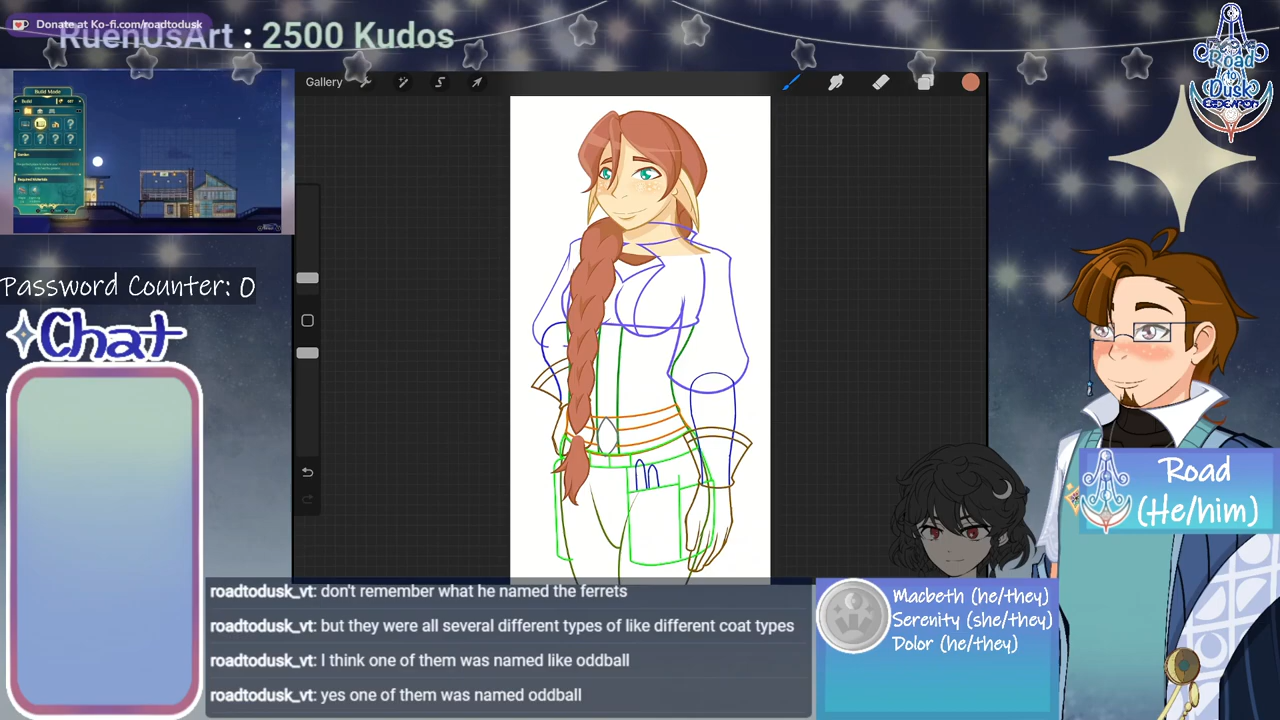 Donate at Ko-fi.com/roadtodusk
RuenUsArt : 2500 Kudos
Road
to
Dusk
Gallery
Build Mode
Build
Password Counter: 0
Chat
Road
(He/him)
roadtodusk_vt: don't remember what he named the ferrets
roadtodusk_vt: but they were all several different types of like different coat types
roadtodusk_vt: I think one of them was named like oddball
roadtodusk_vt: yes one of them was named oddball
Macbeth (he/they)
Serenity (she/they)
Dolor (he/they)